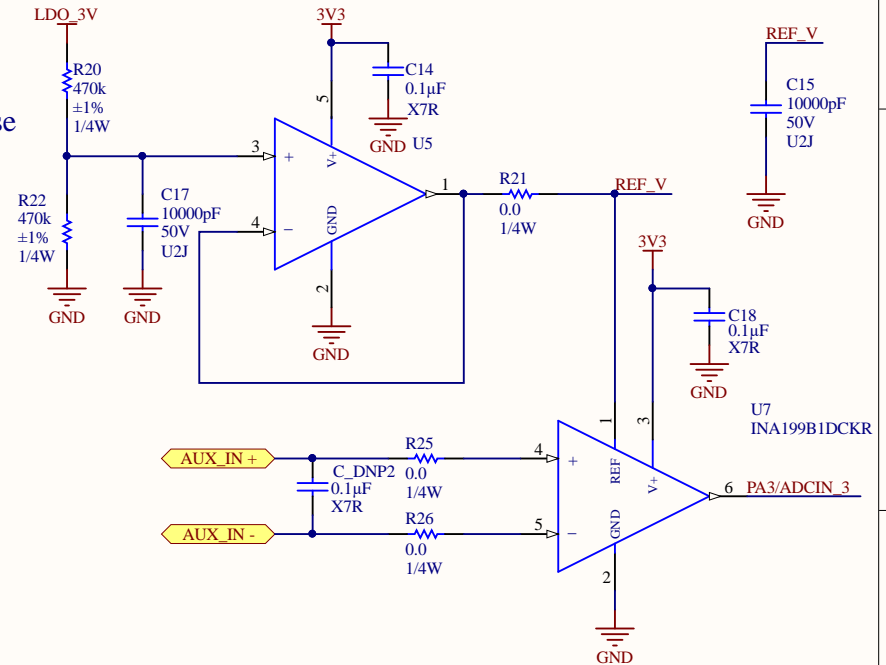 LDO_3V
R20
470k
±1%
1/4W
R22
470k
±1%
1/4W
GND
C17
10000pF
50V
U2J
GND
3V3
C14
0.1µF
X7R
GND
U5
5
3
+
V+
4
−
GND
2
GND
1
R21
0.0
1/4W
REF_V
REF_V
C15
10000pF
50V
U2J
GND
3V3
C18
0.1µF
X7R
GND
U7
INA199B1DCKR
AUX_IN +
AUX_IN -
C_DNP2
0.1µF
X7R
R25
0.0
1/4W
R26
0.0
1/4W
1
3
4
+
REF
V+
5
−
GND
2
GND
6
PA3/ADCIN_3